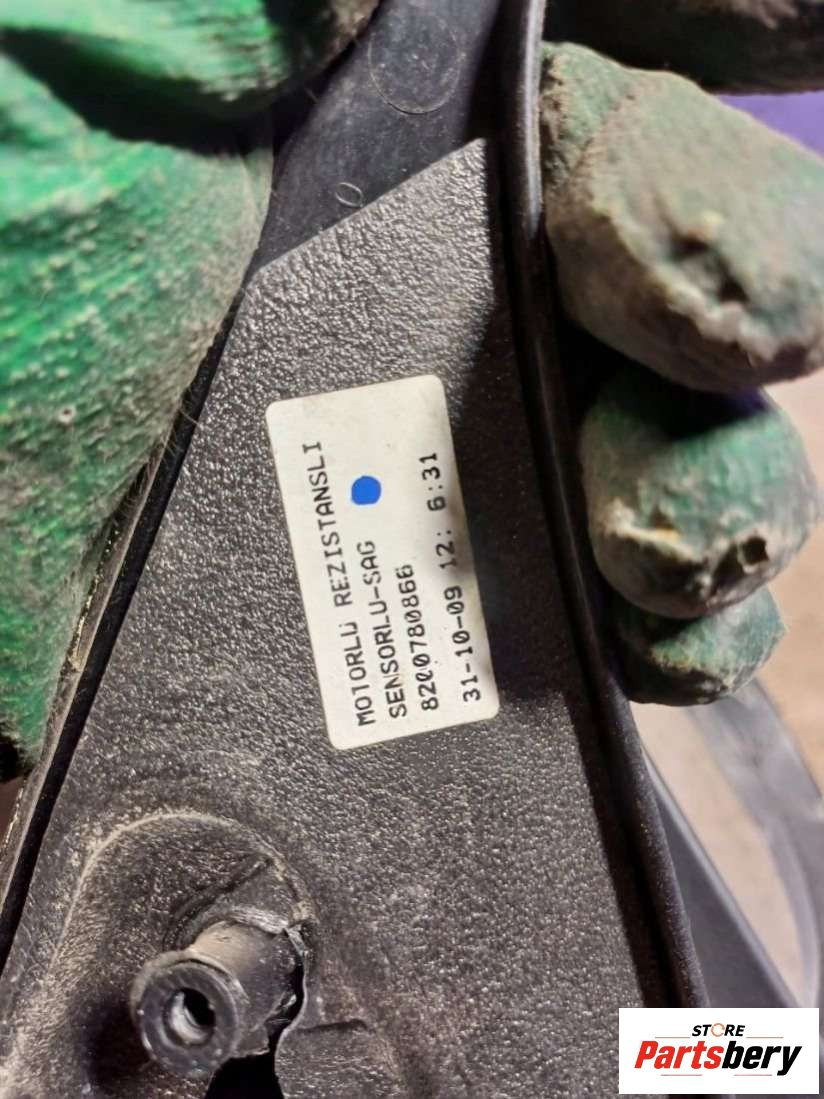 MOTORLU REZISTANSLI
SENSORLU-SAG
8200780866
31-10-09 12: 6:31
STORE
Partsbery